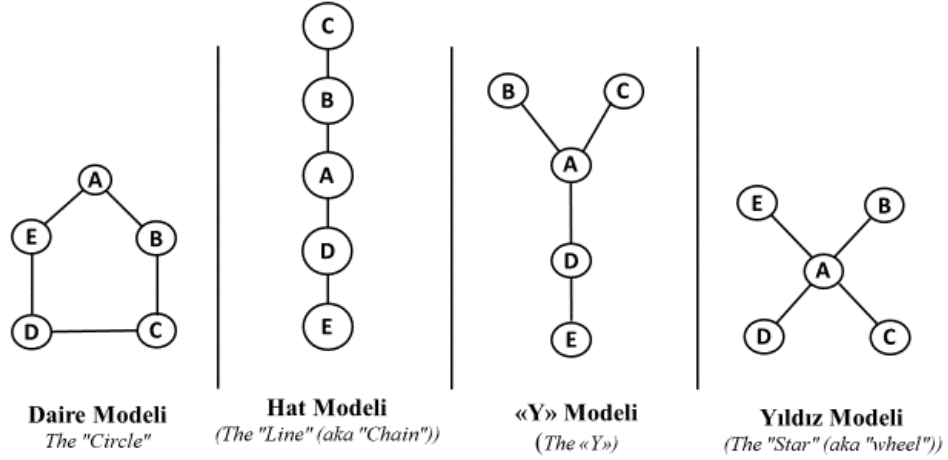 A
E
B
D
C
Daire Modeli
The "Circle"
C
B
A
D
E
Hat Modeli
(The "Line" (aka "Chain"))
B
C
A
D
E
«Y» Modeli
(The «Y»)
E
B
A
D
C
Yıldız Modeli
(The "Star" (aka "wheel"))